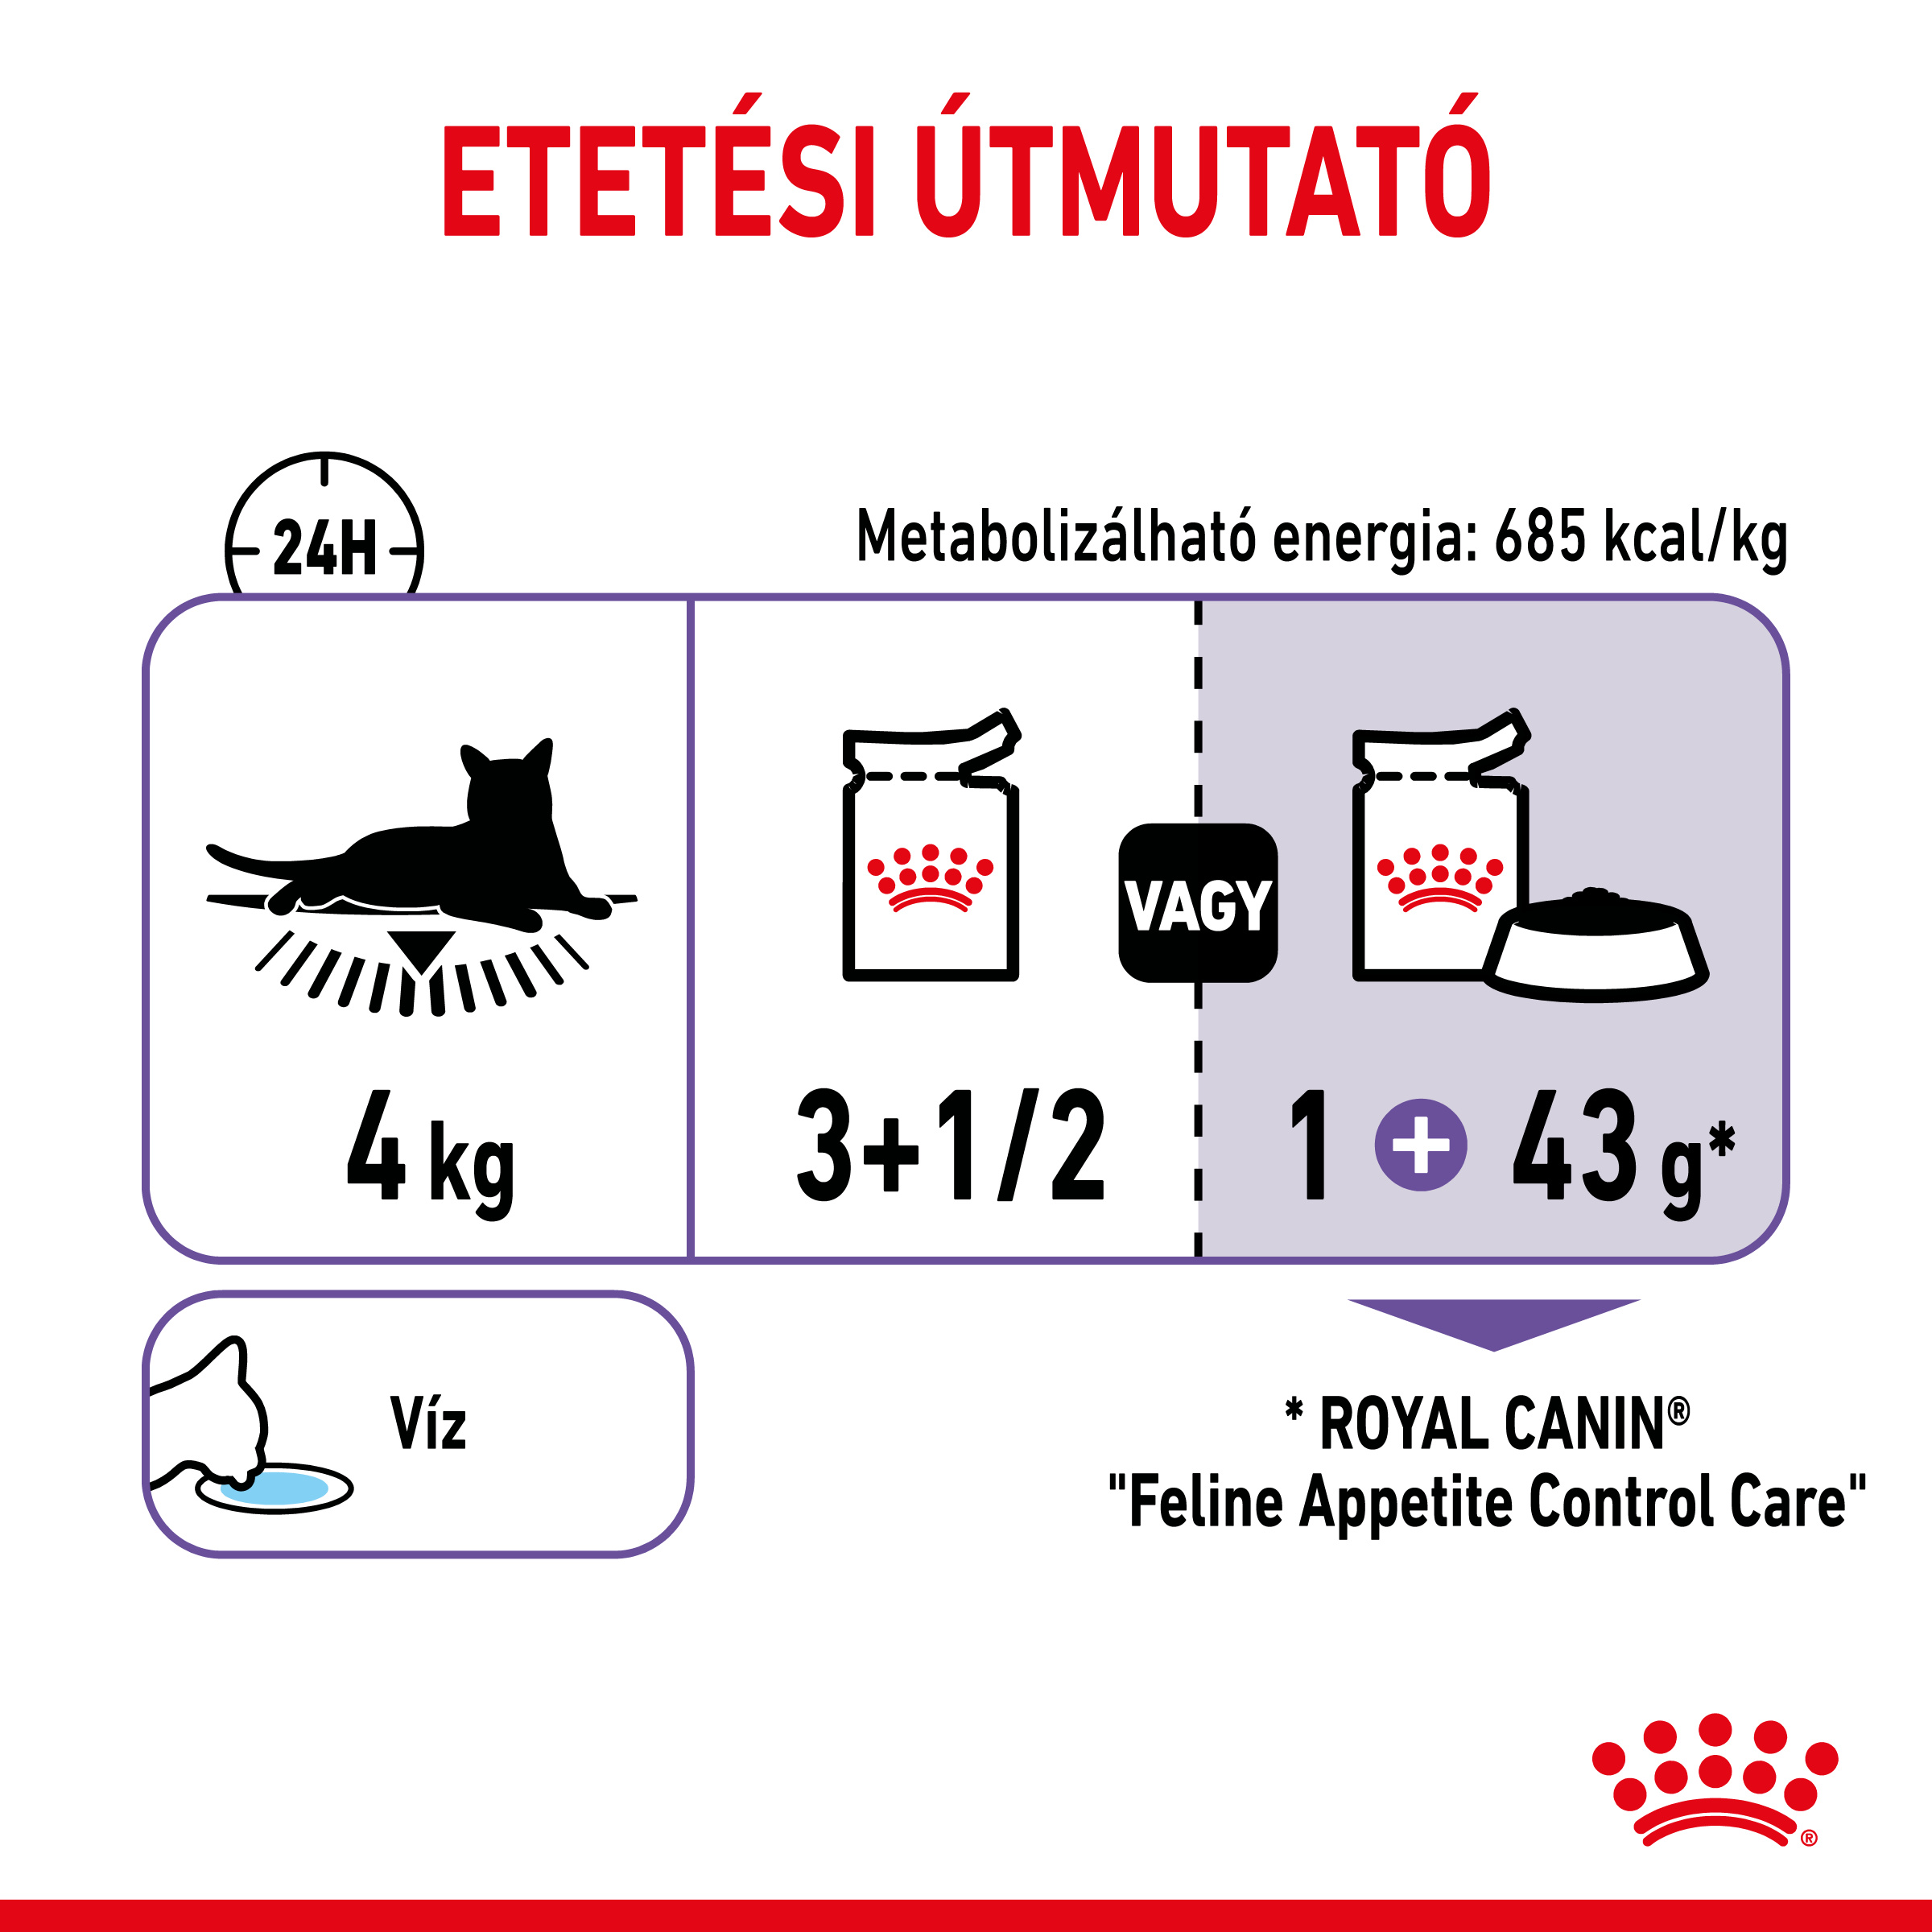 ETETÉSI ÚTMUTATÓ
24H
Metabolizálható energia: 685 kcal/kg
VAGY
4 kg
3+1/2
1 + 43 g*
Víz
* ROYAL CANIN®
"Feline Appetite Control Care"
®